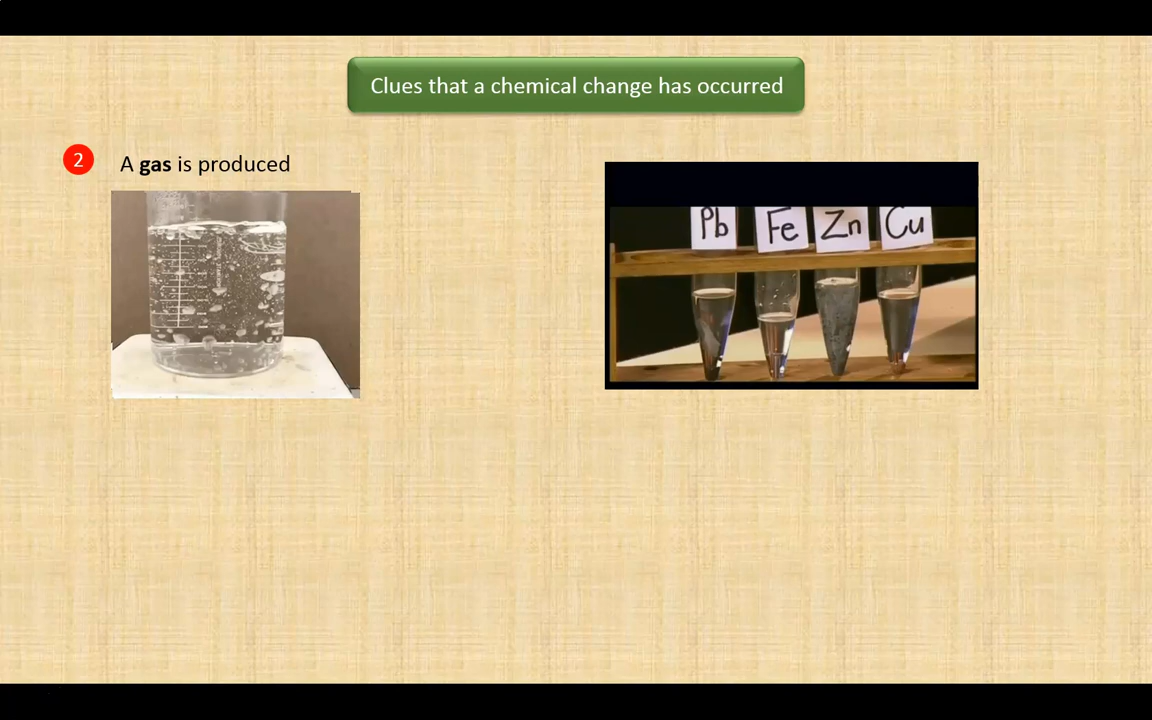 Clues that a chemical change has occurred
2 A gas is produced
Pb Fe Zn Cu